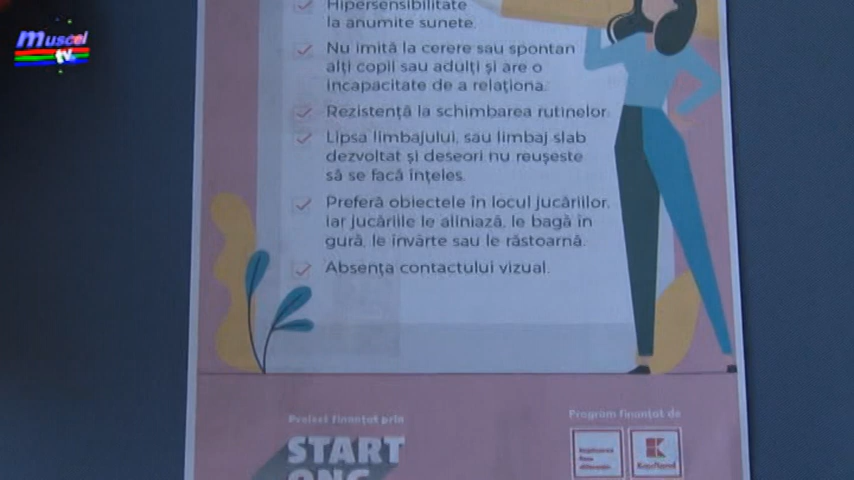 muscel
tv
Hipersensibilitate
la anumite sunete.
Nu imită la cerere sau spontan
alți copii sau adulți și are o
incapacitate de a relaționa.
Rezistență la schimbarea rutinelor.
Lipsa limbajului, sau limbaj slab
dezvoltat și deseori nu reușește
să se facă înțeles.
Preferă obiectele în locul jucăriilor,
iar jucăriile le aliniază, le bagă în
gură, le învârte sau le răstoarnă.
Absența contactului vizual.
Proiect finanțat prin
START
ONG
Program finanțat de
Kaufland